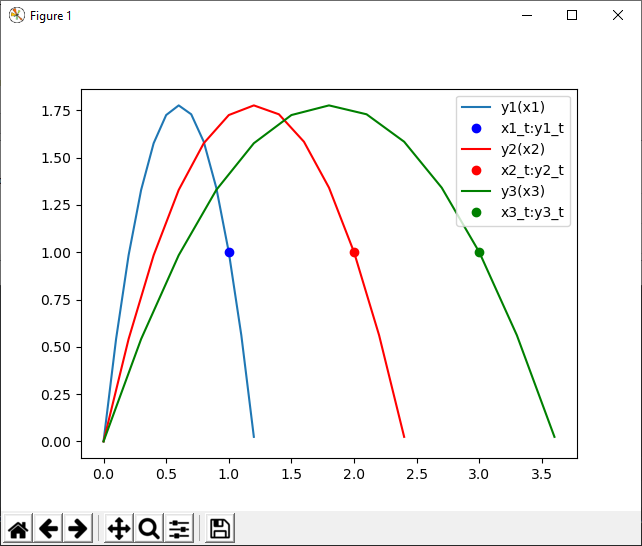 Figure 1
y1(x1)
x1_t:y1_t
y2(x2)
x2_t:y2_t
y3(x3)
x3_t:y3_t
1.75
1.50
1.25
1.00
0.75
0.50
0.25
0.00
0.0 0.5 1.0 1.5 2.0 2.5 3.0 3.5